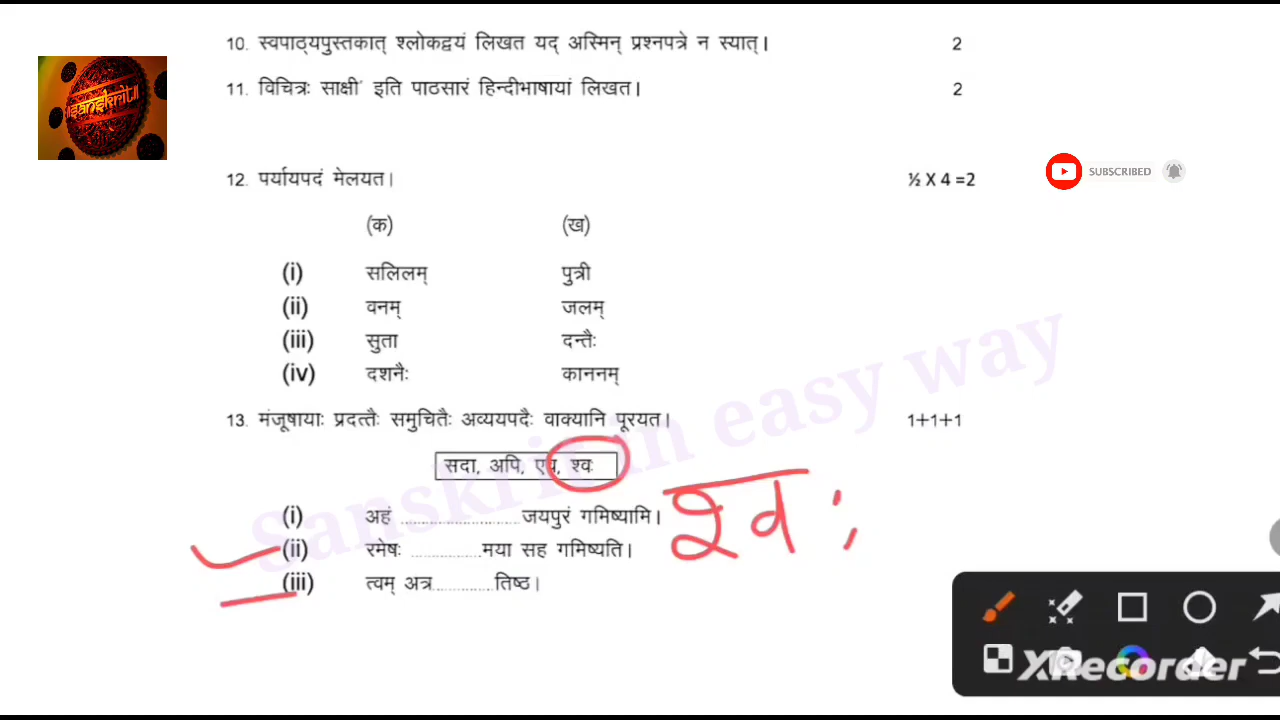 10. स्वपाठ्यपुस्तकात् श्लोकद्वयं लिखत यद् अस्मिन् प्रश्नपत्रे न स्यात्। 2
॥sanskrit॥
11. विचित्रः साक्षी' इति पाठसारं हिन्दीभाषायां लिखत। 2
12. पर्यायपदं मेलयत। ½ X 4 =2
SUBSCRIBED
(क) (ख)
(i) सलिलम् पुत्री
(ii) वनम् जलम्
(iii) सुता दन्तैः
(iv) दशनैः काननम्
Sanskrit in easy way
13. मंजूषायाः प्रदत्तैः समुचितैः अव्ययपदैः वाक्यानि पूरयत। 1+1+1
सदा, अपि, एव, श्वः
श्वः
(i) अहं ........................... जयपुरं गमिष्यामि।
(ii) रमेषः ................ मया सह गमिष्यति।
(iii) त्वम् अत्र.............. तिष्ठ।
XRecorder